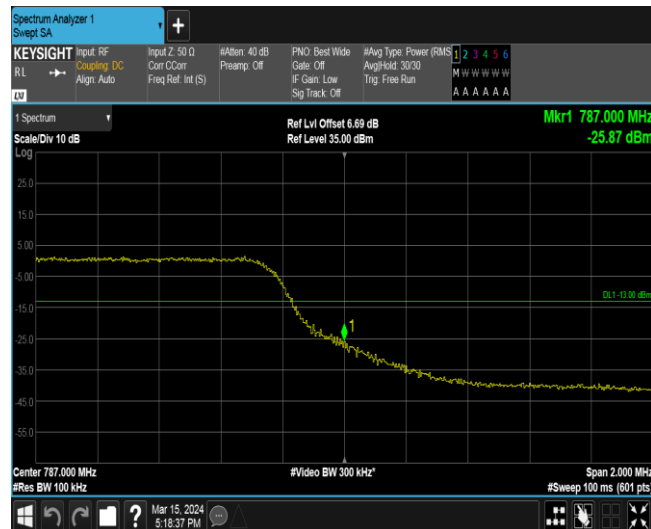 Spectrum Analyzer 1
Swept SA
+
KEYSIGHT
RL
LXI
Input: RF
Coupling: DC
Align: Auto
Input Z: 50 Ω
Corr CCorr
Freq Ref: Int (S)
#Atten: 40 dB
Preamp: Off
PNO: Best Wide
Gate: Off
IF Gain: Low
Sig Track: Off
#Avg Type: Power (RMS
Avg|Hold: 30/30
Trig: Free Run
1 2 3 4 5 6
M W W W W W
A A A A A A
1 Spectrum
Scale/Div 10 dB
Log
Ref Lvl Offset 6.69 dB
Ref Level 35.00 dBm
Mkr1 787.000 MHz
-25.87 dBm
25.0
15.0
5.00
-5.00
-15.0
-25.0
-35.0
-45.0
-55.0
DL1 -13.00 dBm
1
Center 787.000 MHz
#Res BW 100 kHz
#Video BW 300 kHz*
Span 2.000 MHz
#Sweep 100 ms (601 pts)
?
Mar 15, 2024
5:18:37 PM